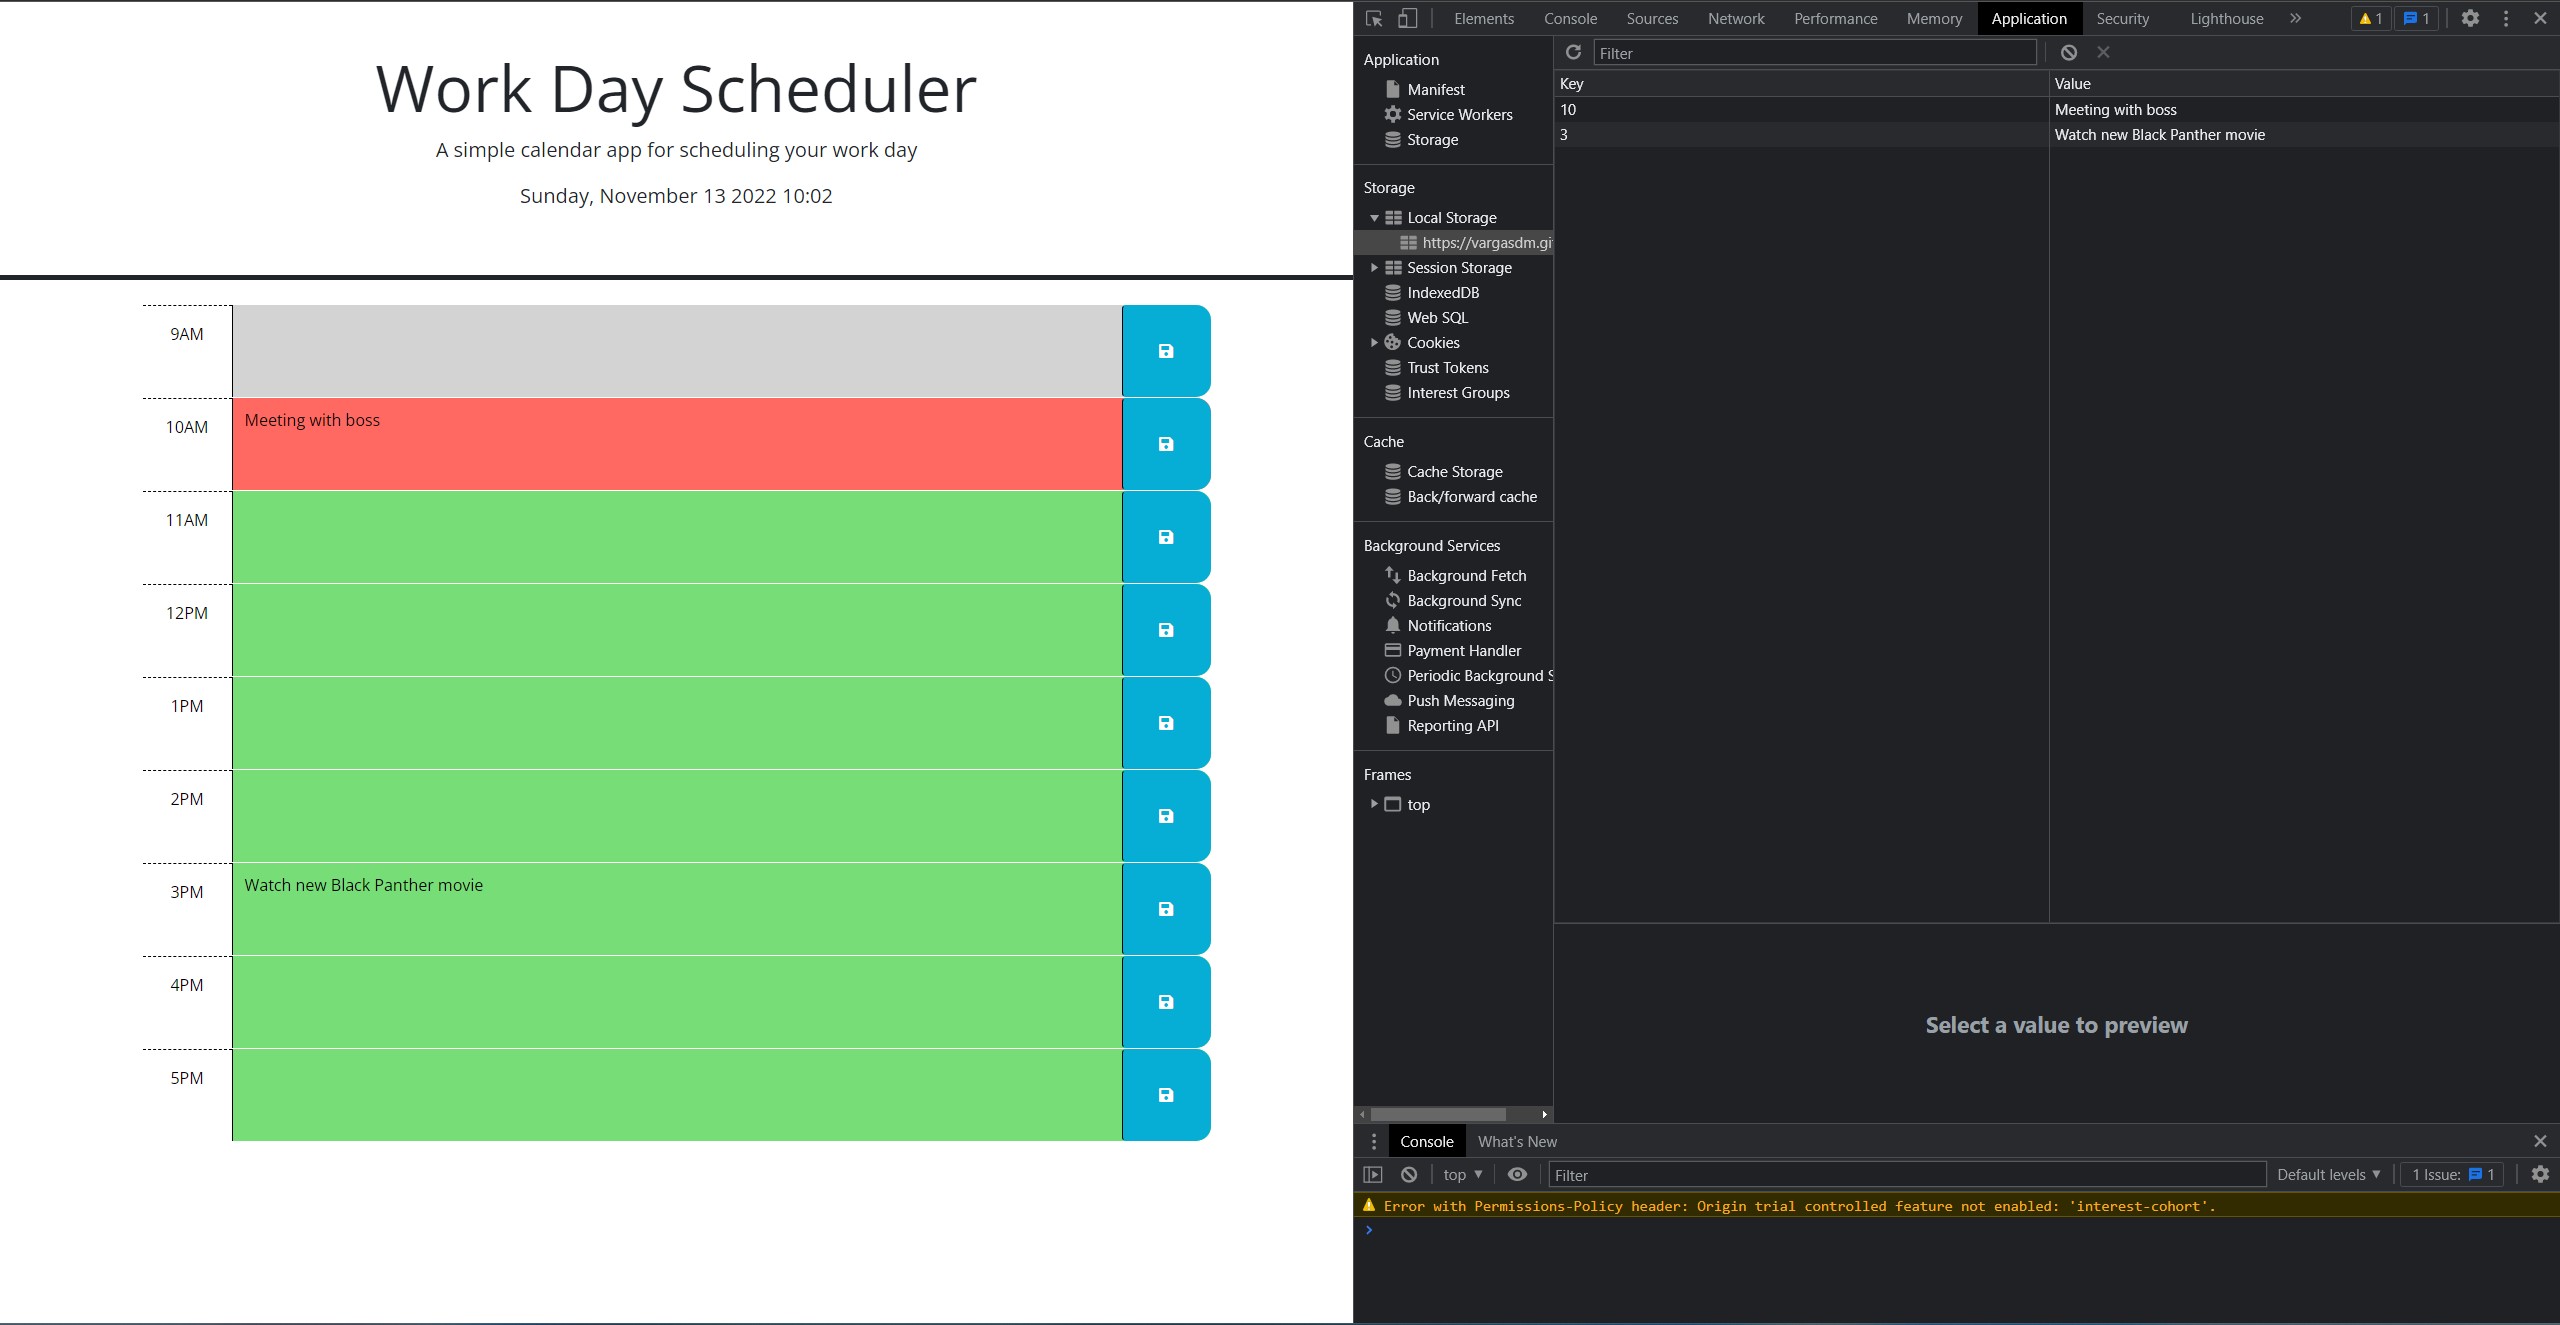 Work Day Scheduler
A simple calendar app for scheduling your work day
Sunday, November 13 2022 10:02
9AM
10AM Meeting with boss
11AM
12PM
1PM
2PM
3PM Watch new Black Panther movie
4PM
5PM
Elements Console Sources Network Performance Memory Application Security Lighthouse » 1 1
Filter
Application
Manifest
Service Workers
Storage
Storage
Local Storage
https://vargasdm.gi
Session Storage
IndexedDB
Web SQL
Cookies
Trust Tokens
Interest Groups
Cache
Cache Storage
Back/forward cache
Background Services
Background Fetch
Background Sync
Notifications
Payment Handler
Periodic Background S
Push Messaging
Reporting API
Frames
top
Key Value
10 Meeting with boss
3 Watch new Black Panther movie
Select a value to preview
Console What's New
top Filter Default levels 1 Issue: 1
Error with Permissions-Policy header: Origin trial controlled feature not enabled: 'interest-cohort'.